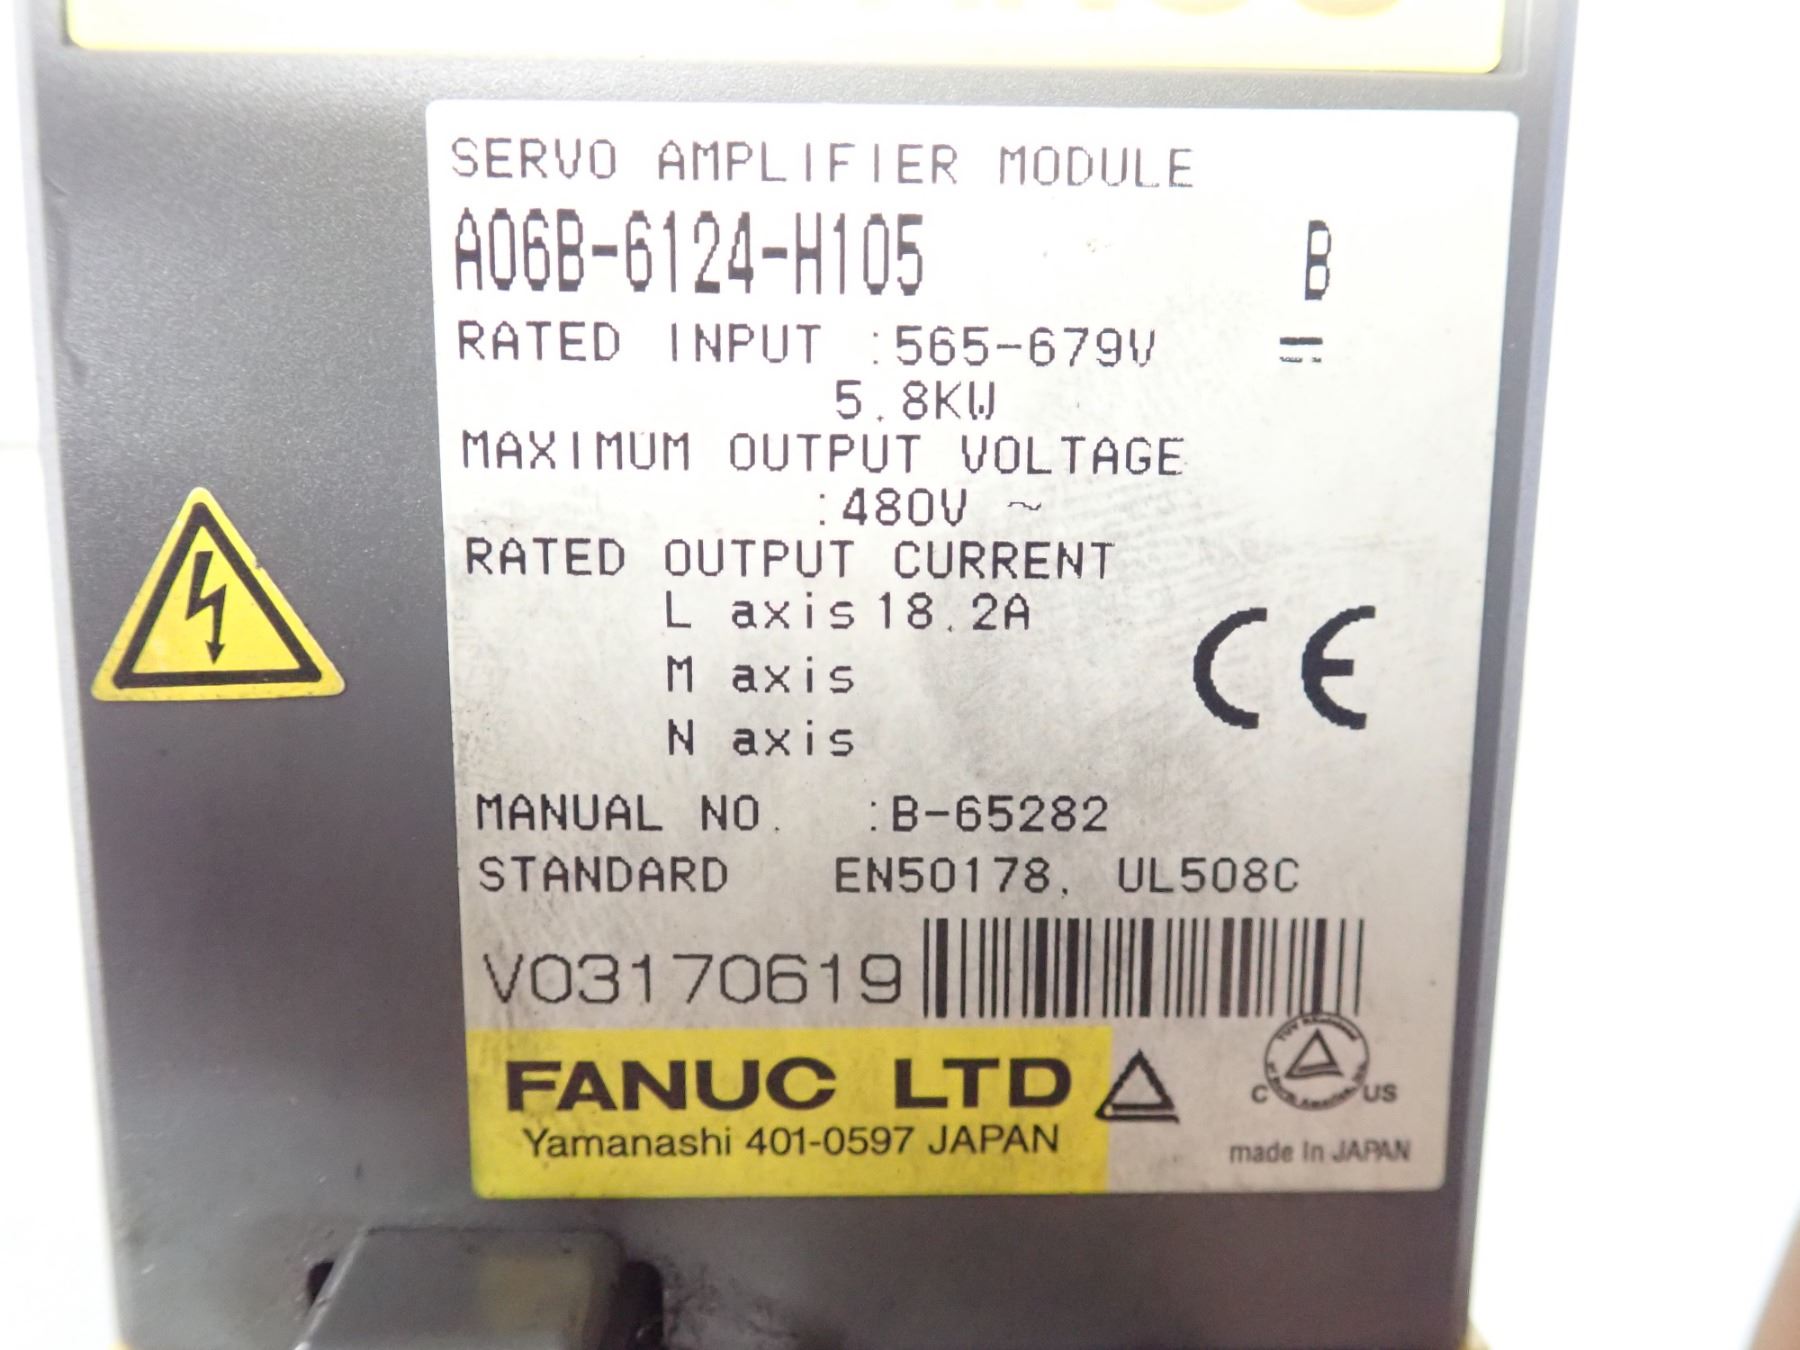 SERVO AMPLIFIER MODULE
A06B-6124-H105 B
RATED INPUT :565-679V ⎓
5.8KW
MAXIMUM OUTPUT VOLTAGE
:480V ~
RATED OUTPUT CURRENT
L axis 18.2A
M axis
N axis
CE
MANUAL NO. :B-65282
STANDARD EN50178, UL508C
V03170619
FANUC LTD
Yamanashi 401-0597 JAPAN
C US
made in JAPAN